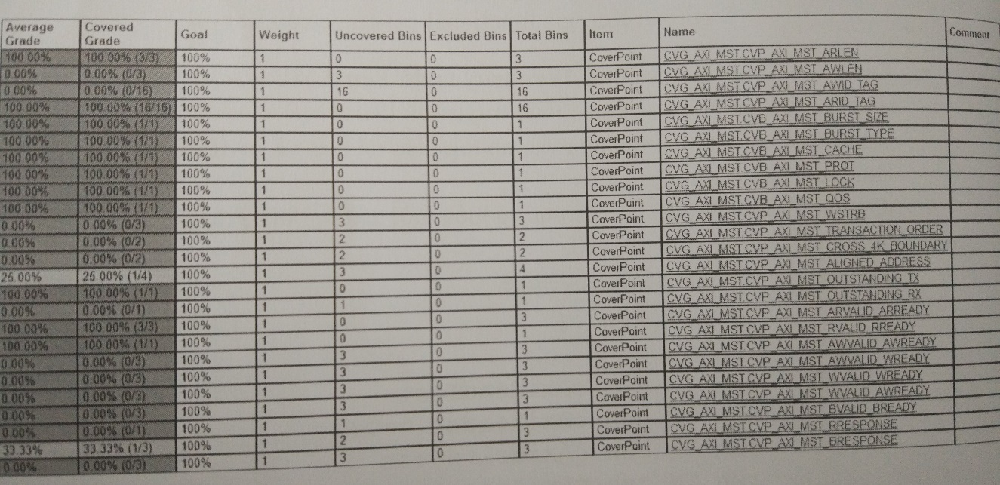 Average Grade Covered Grade Goal Weight Uncovered Bins Excluded Bins Total Bins Item Name Comment
100.00% 100.00% (3/3) 100% 1 0 0 3 CoverPoint CVG_AXI_MST.CVP_AXI_MST_ARLEN
0.00% 0.00% (0/3) 100% 1 3 0 3 CoverPoint CVG_AXI_MST.CVP_AXI_MST_AWLEN
0.00% 0.00% (0/16) 100% 1 16 0 16 CoverPoint CVG_AXI_MST.CVP_AXI_MST_AWID_TAG
100.00% 100.00% (16/16) 100% 1 0 0 16 CoverPoint CVG_AXI_MST.CVP_AXI_MST_ARID_TAG
100.00% 100.00% (1/1) 100% 1 0 0 1 CoverPoint CVG_AXI_MST.CVB_AXI_MST_BURST_SIZE
100.00% 100.00% (1/1) 100% 1 0 0 1 CoverPoint CVG_AXI_MST.CVB_AXI_MST_BURST_TYPE
100.00% 100.00% (1/1) 100% 1 0 0 1 CoverPoint CVG_AXI_MST.CVB_AXI_MST_CACHE
100.00% 100.00% (1/1) 100% 1 0 0 1 CoverPoint CVG_AXI_MST.CVB_AXI_MST_PROT
100.00% 100.00% (1/1) 100% 1 0 0 1 CoverPoint CVG_AXI_MST.CVB_AXI_MST_LOCK
100.00% 100.00% (1/1) 100% 1 0 0 1 CoverPoint CVG_AXI_MST.CVB_AXI_MST_QOS
0.00% 0.00% (0/3) 100% 1 3 0 3 CoverPoint CVG_AXI_MST.CVP_AXI_MST_WSTRB
0.00% 0.00% (0/2) 100% 1 2 0 2 CoverPoint CVG_AXI_MST.CVP_AXI_MST_TRANSACTION_ORDER
0.00% 0.00% (0/2) 100% 1 2 0 2 CoverPoint CVG_AXI_MST.CVP_AXI_MST_CROSS_4K_BOUNDARY
25.00% 25.00% (1/4) 100% 1 3 0 4 CoverPoint CVG_AXI_MST.CVP_AXI_MST_ALIGNED_ADDRESS
100.00% 100.00% (1/1) 100% 1 0 0 1 CoverPoint CVG_AXI_MST.CVP_AXI_MST_OUTSTANDING_TX
0.00% 0.00% (0/1) 100% 1 1 0 1 CoverPoint CVG_AXI_MST.CVP_AXI_MST_OUTSTANDING_RX
100.00% 100.00% (3/3) 100% 1 0 0 3 CoverPoint CVG_AXI_MST.CVP_AXI_MST_ARVALID_ARREADY
100.00% 100.00% (1/1) 100% 1 0 0 1 CoverPoint CVG_AXI_MST.CVP_AXI_MST_RVALID_RREADY
0.00% 0.00% (0/3) 100% 1 3 0 3 CoverPoint CVG_AXI_MST.CVP_AXI_MST_AWVALID_AWREADY
0.00% 0.00% (0/3) 100% 1 3 0 3 CoverPoint CVG_AXI_MST.CVP_AXI_MST_AWVALID_WREADY
0.00% 0.00% (0/3) 100% 1 3 0 3 CoverPoint CVG_AXI_MST.CVP_AXI_MST_WVALID_WREADY
0.00% 0.00% (0/3) 100% 1 3 0 3 CoverPoint CVG_AXI_MST.CVP_AXI_MST_WVALID_AWREADY
0.00% 0.00% (0/1) 100% 1 1 0 1 CoverPoint CVG_AXI_MST.CVP_AXI_MST_BVALID_BREADY
33.33% 33.33% (1/3) 100% 1 2 0 3 CoverPoint CVG_AXI_MST.CVP_AXI_MST_RRESPONSE
0.00% 0.00% (0/3) 100% 1 3 0 3 CoverPoint CVG_AXI_MST.CVP_AXI_MST_BRESPONSE